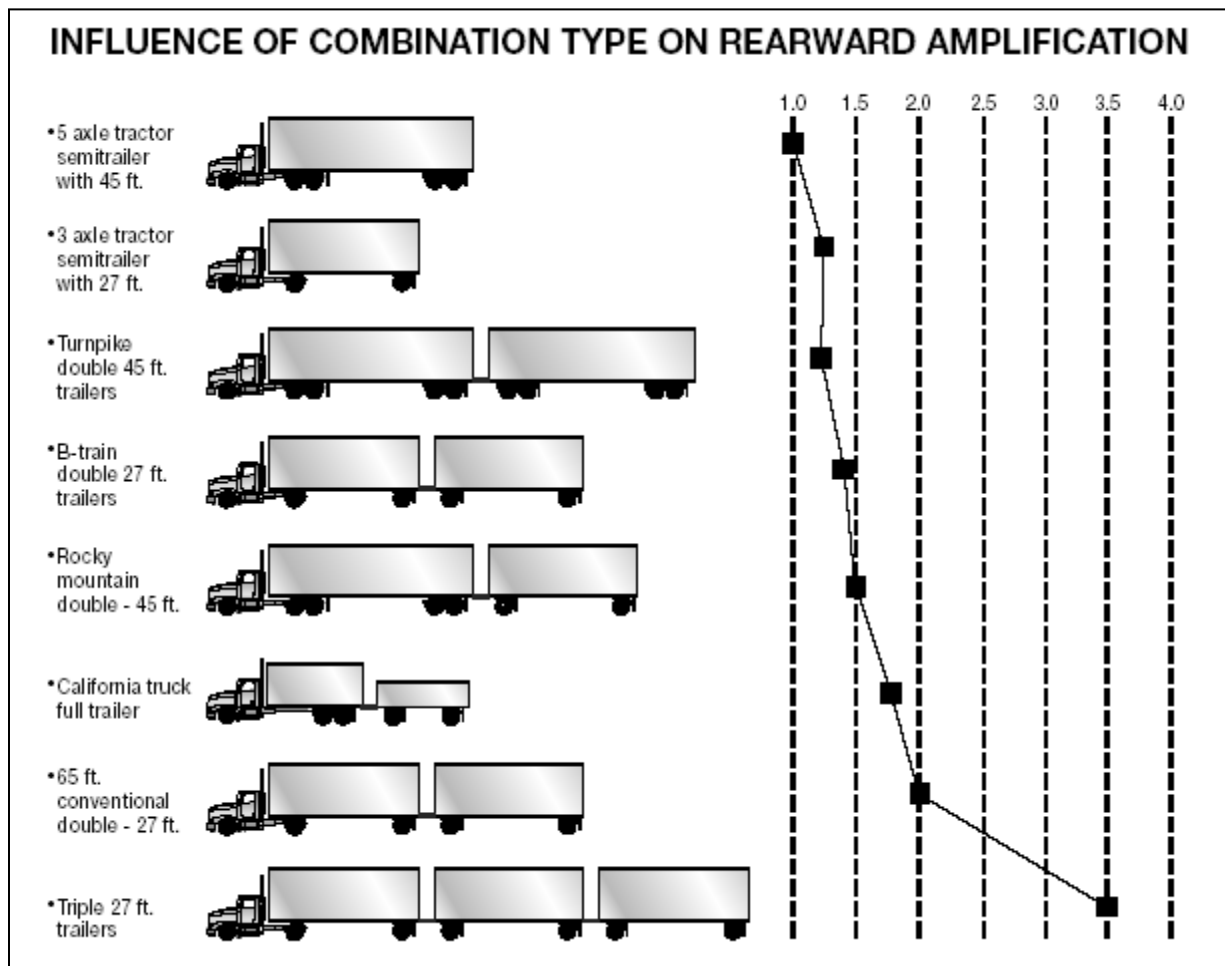 INFLUENCE OF COMBINATION TYPE ON REARWARD AMPLIFICATION
1.0 1.5 2.0 2.5 3.0 3.5 4.0
•5 axle tractor
semitrailer
with 45 ft.
•3 axle tractor
semitrailer
with 27 ft.
•Turnpike
double 45 ft.
trailers
•B-train
double 27 ft.
trailers
•Rocky
mountain
double - 45 ft.
•California truck
full trailer
•65 ft.
conventional
double - 27 ft.
•Triple 27 ft.
trailers